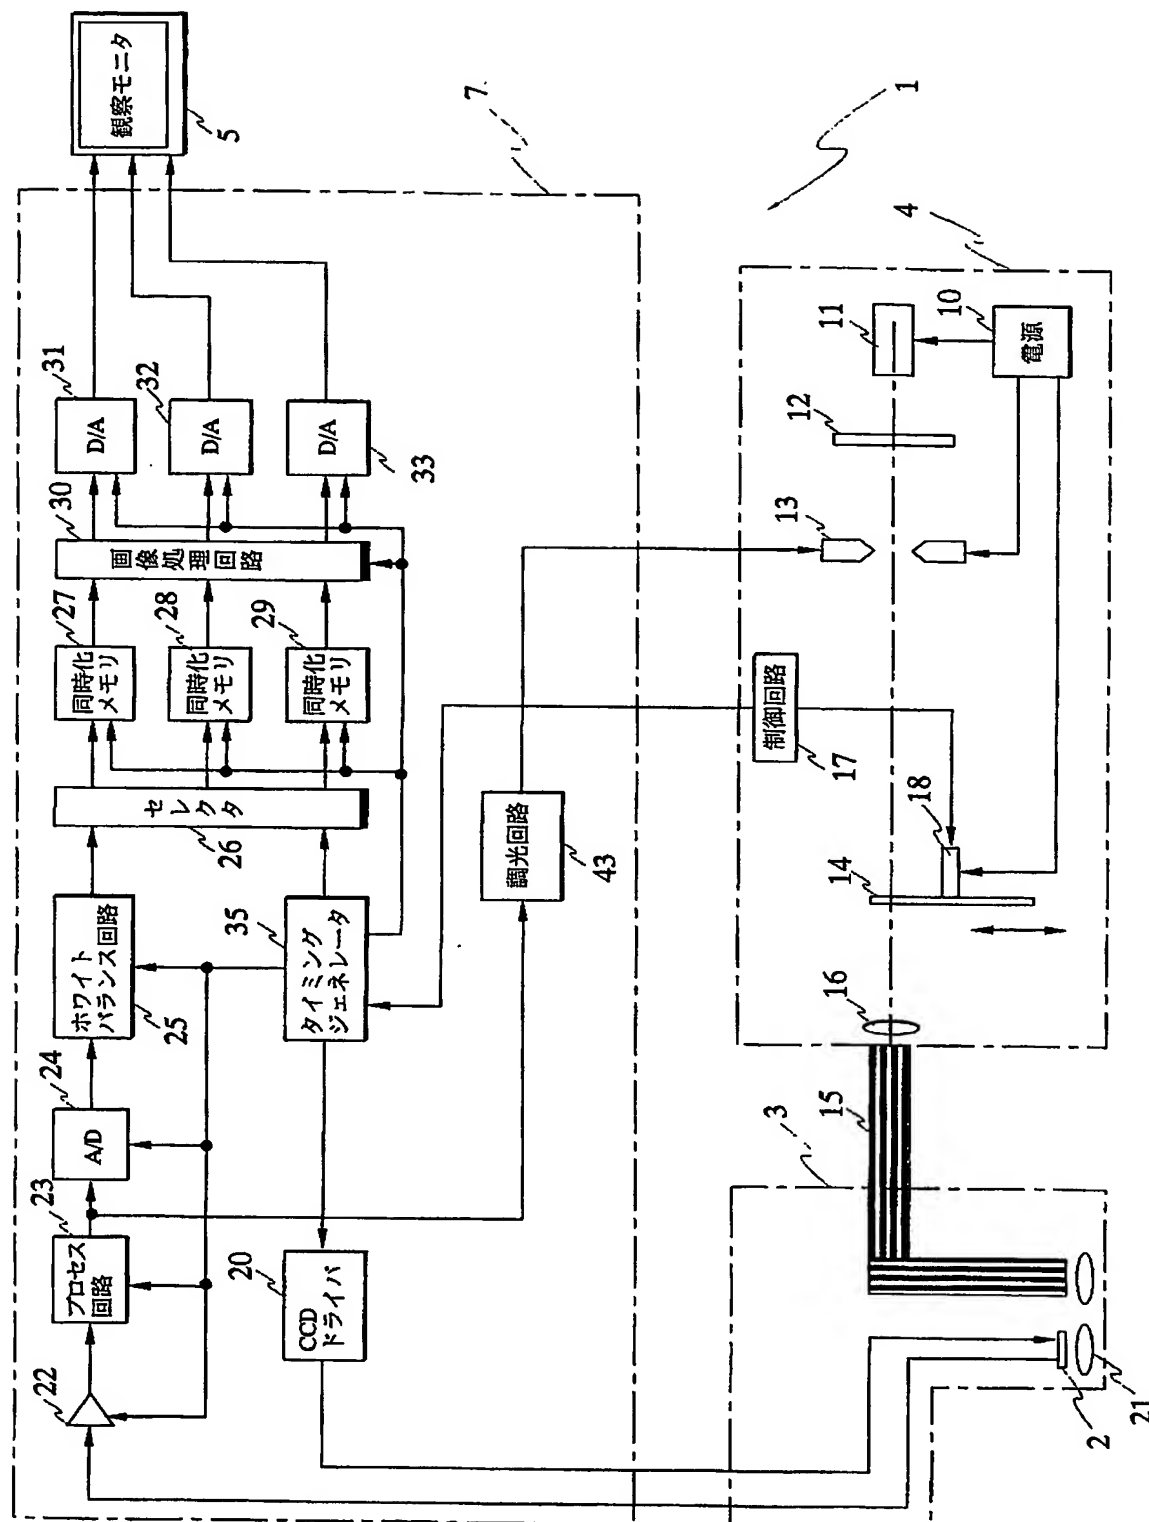 観察モニタ
5
7
1
31
D/A
32
D/A
D/A
33
30
画像処理回路
27
同時化
メモリ
28
同時化
メモリ
29
同時化
メモリ
セレクタ
26
ホワイト
バランス回路
25
24
A/D
23
プロセス
回路
22
35
タイミング
ジェネレータ
20
CCD
ドライバ
調光回路
43
4
10
電源
11
12
13
制御回路
17
18
14
16
15
3
2
21